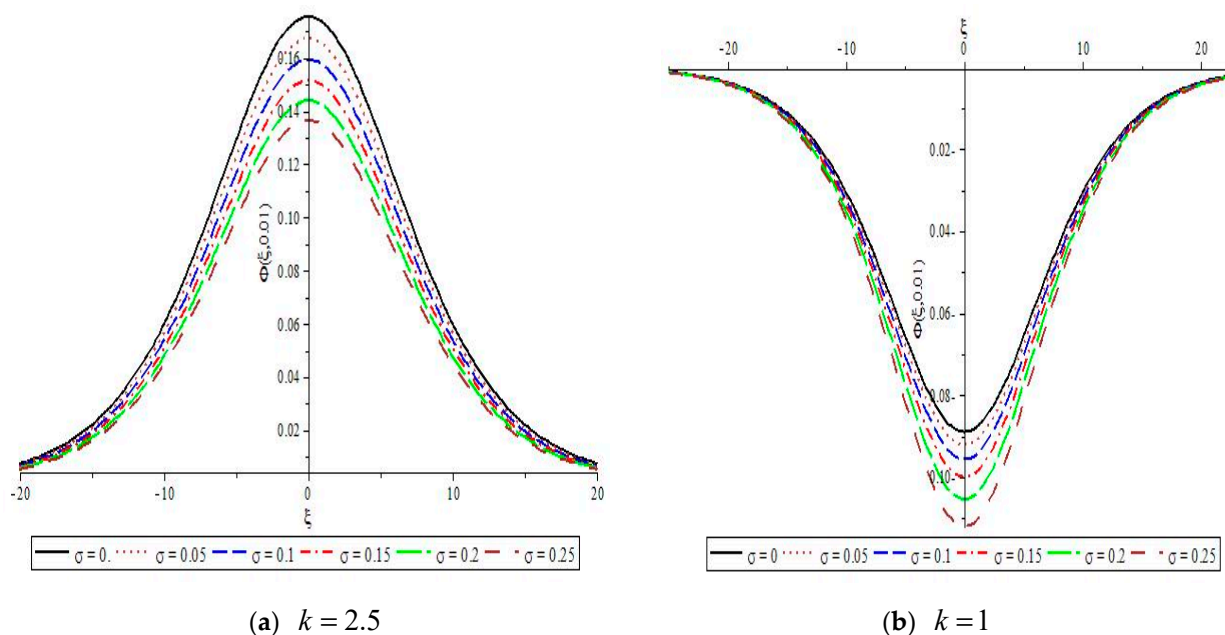 0.16
0.14
0.12
0.10
0.08
0.06
0.04
0.02
Φ(ξ,0.01)
-20 -10 0 10 20
ξ
σ = 0. σ = 0.05 σ = 0.1 σ = 0.15 σ = 0.2 σ = 0.25
(a) k = 2.5
ξ
-20 -10 0 10 20
0.02-
0.04-
0.06-
0.08-
0.10-
Φ(ξ,0.01)
σ = 0 σ = 0.05 σ = 0.1 σ = 0.15 σ = 0.2 σ = 0.25
(b) k = 1